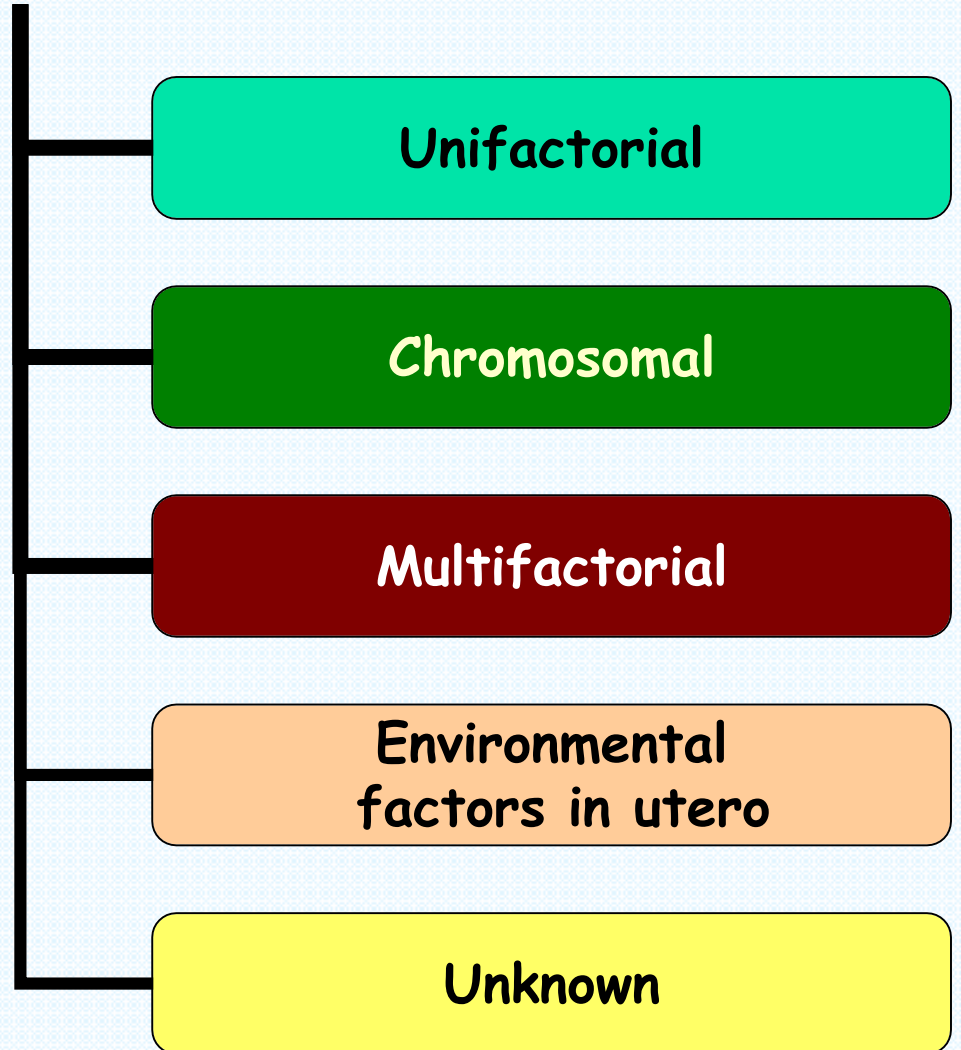 Unifactorial
Chromosomal
Multifactorial
Environmental
factors in utero
Unknown